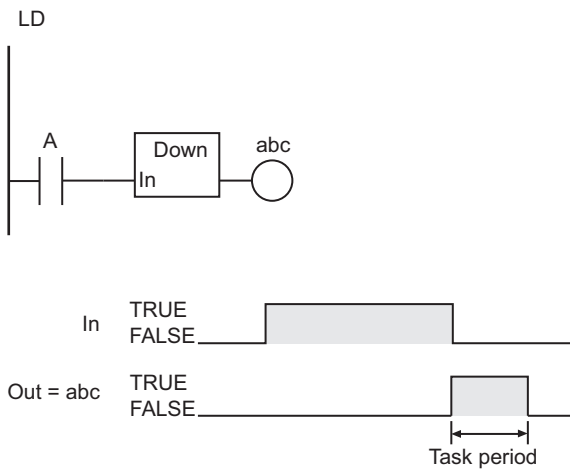 LD
A
Down
abc
In
In
TRUE
FALSE
Out = abc
TRUE
FALSE
Task period